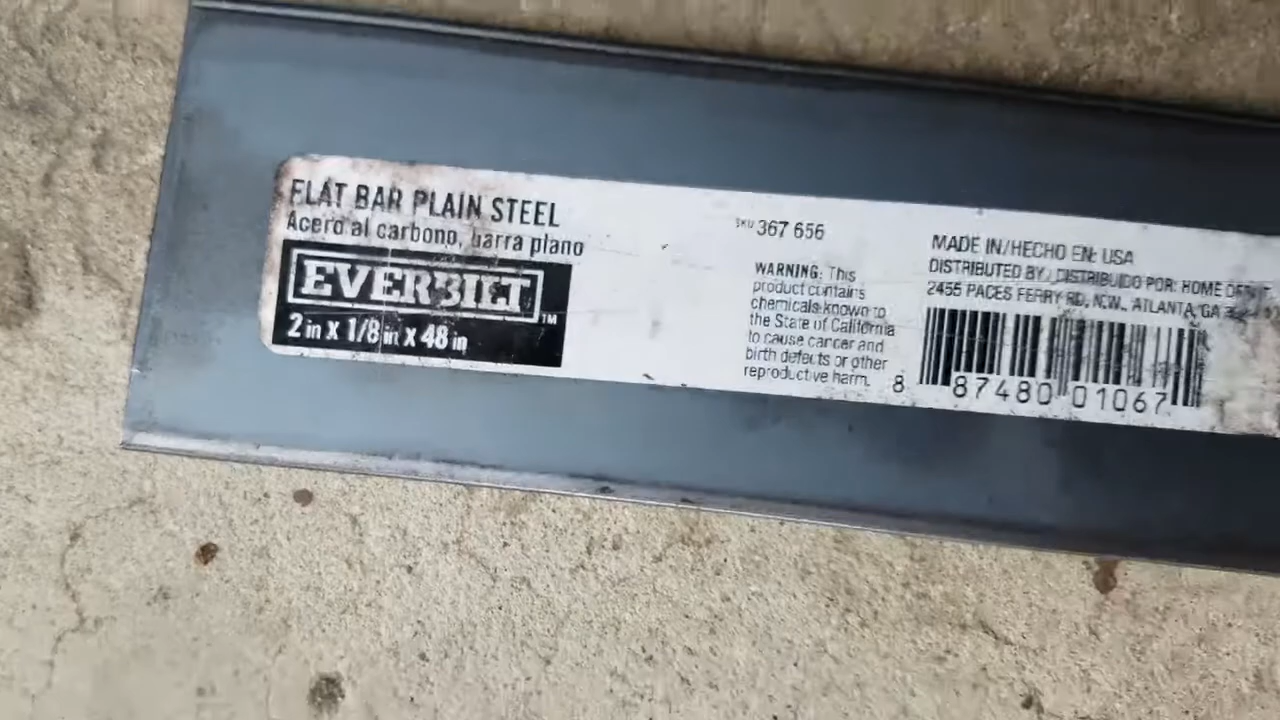 FLAT BAR PLAIN STEEL
Acero al carbono, barra plano
EVERBILT™
2 in x 1/8 in x 48 in
SKU 367 656
WARNING: This
product contains
chemicals known to
the State of California
to cause cancer and
birth defects or other
reproductive harm.
MADE IN/HECHO EN: USA
DISTRIBUTED BY/DISTRIBUIDO POR: HOME DEPOT
2455 PACES FERRY RD., N.W., ATLANTA, GA
8 87480 01067